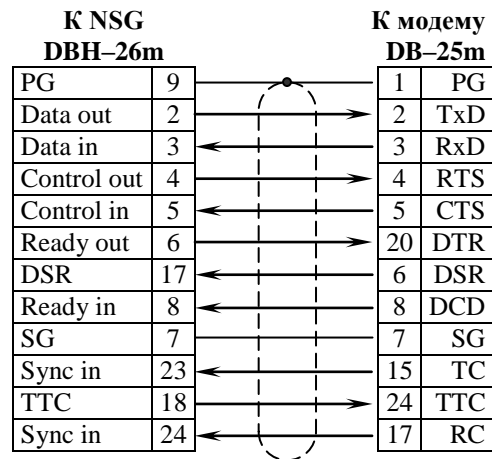 К NSG К модему
DBH–26m DB–25m
PG 9 1 PG
Data out 2 2 TxD
Data in 3 3 RxD
Control out 4 4 RTS
Control in 5 5 CTS
Ready out 6 20 DTR
DSR 17 6 DSR
Ready in 8 8 DCD
SG 7 7 SG
Sync in 23 15 TC
TTC 18 24 TTC
Sync in 24 17 RC